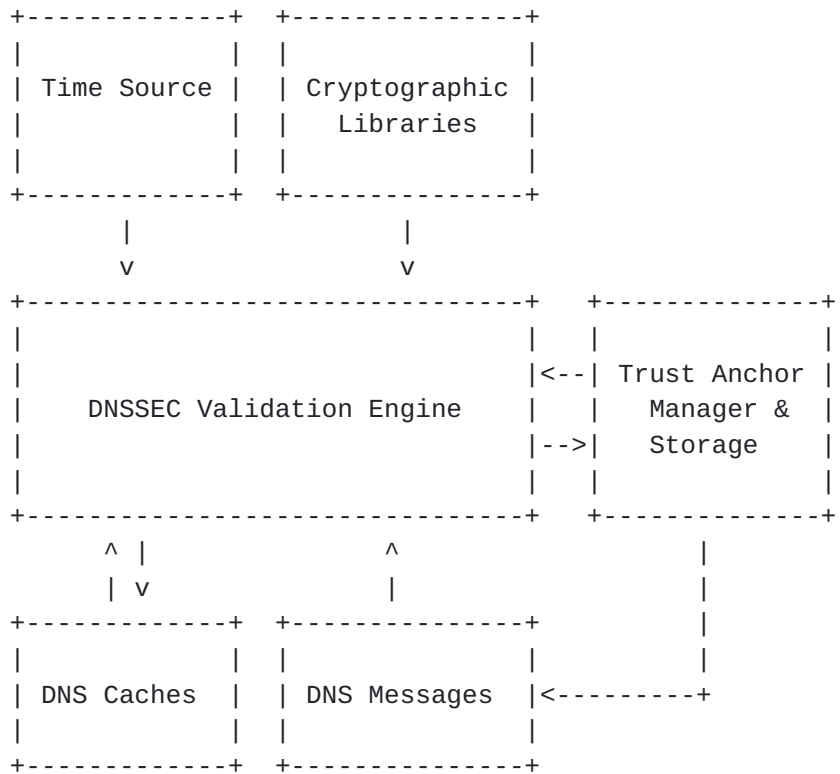 Time Source
Cryptographic
Libraries
DNSSEC Validation Engine
Trust Anchor
Manager &
Storage
DNS Caches
DNS Messages